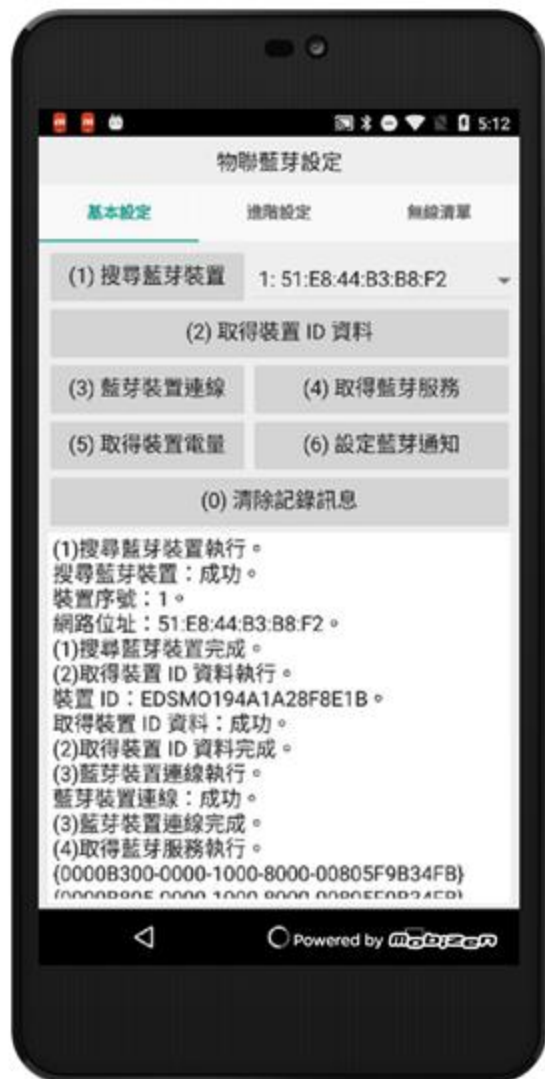 5:12
物聯藍芽設定
基本設定 進階設定 無線清單
(1) 搜尋藍芽裝置 1: 51:E8:44:B3:B8:F2
(2) 取得裝置 ID 資料
(3) 藍芽裝置連線 (4) 取得藍芽服務
(5) 取得裝置電量 (6) 設定藍芽通知
(0) 清除記錄訊息
(1)搜尋藍芽裝置執行。
搜尋藍芽裝置：成功。
裝置序號：1。
網路位址：51:E8:44:B3:B8:F2。
(1)搜尋藍芽裝置完成。
(2)取得裝置 ID 資料執行。
裝置 ID：EDSMO194A1A28F8E1B。
取得裝置 ID 資料：成功。
(2)取得裝置 ID 資料完成。
(3)藍芽裝置連線執行。
藍芽裝置連線：成功。
(3)藍芽裝置連線完成。
(4)取得藍芽服務執行。
{0000B300-0000-1000-8000-00805F9B34FB}
Powered by mobizen